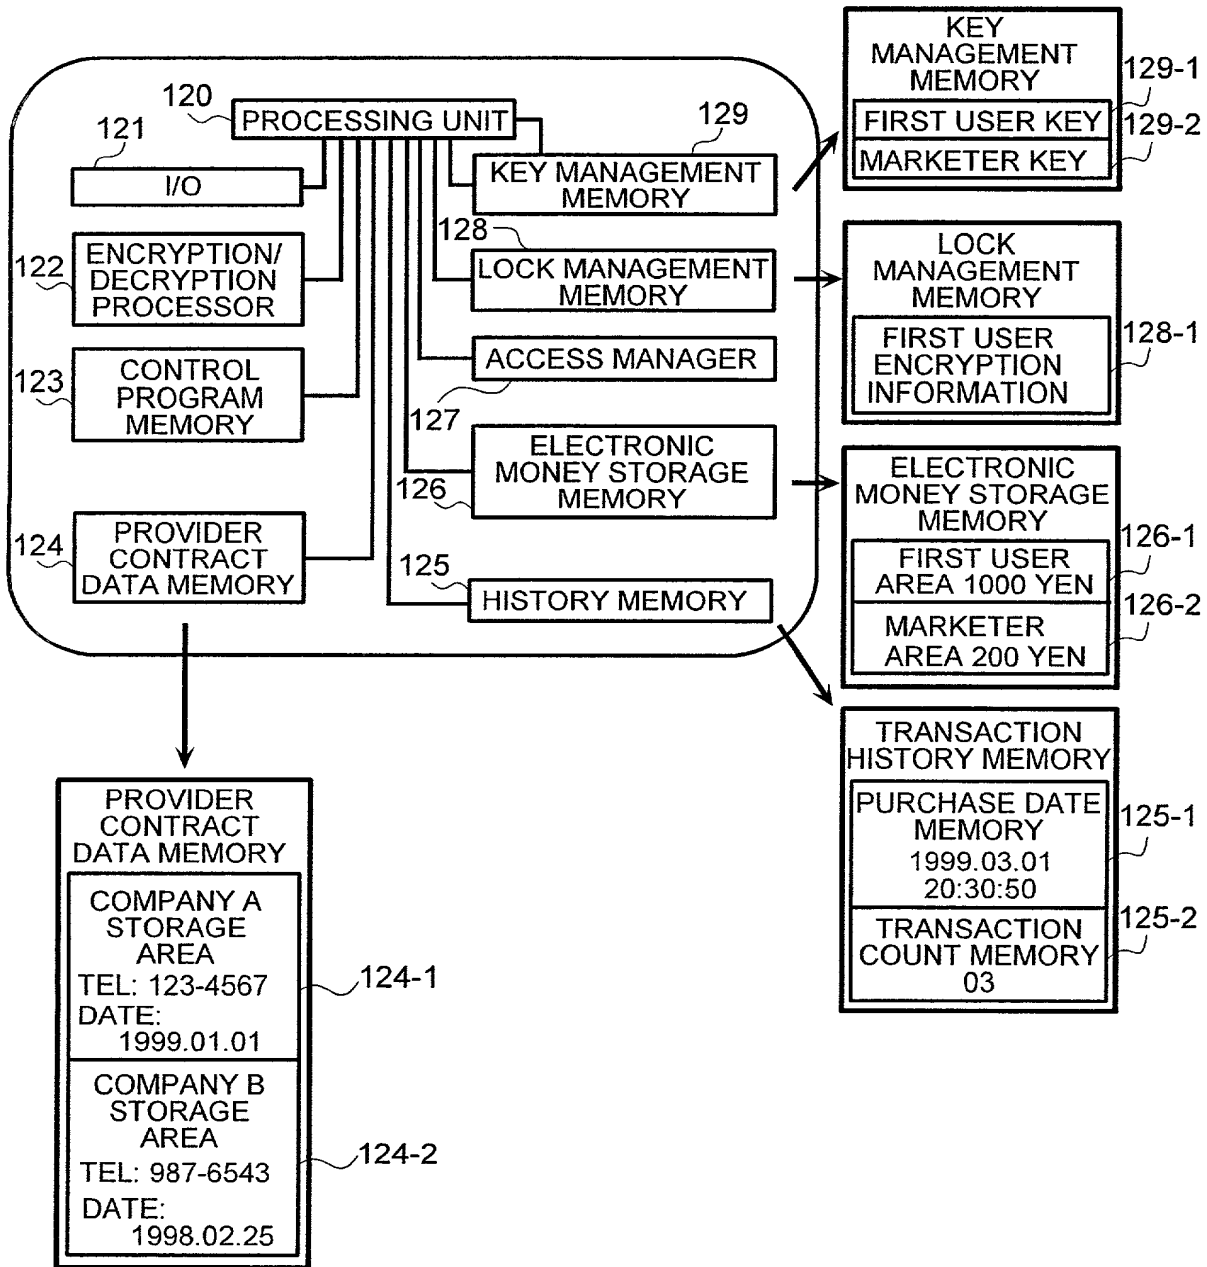 120
PROCESSING UNIT
121
I/O
122
ENCRYPTION/
DECRYPTION
PROCESSOR
123
CONTROL
PROGRAM
MEMORY
124
PROVIDER
CONTRACT
DATA MEMORY
129
KEY MANAGEMENT
MEMORY
128
LOCK MANAGEMENT
MEMORY
ACCESS MANAGER
127
ELECTRONIC
MONEY STORAGE
MEMORY
126
125
HISTORY MEMORY
KEY
MANAGEMENT
MEMORY
129-1
FIRST USER KEY
129-2
MARKETER KEY
LOCK
MANAGEMENT
MEMORY
128-1
FIRST USER
ENCRYPTION
INFORMATION
ELECTRONIC
MONEY STORAGE
MEMORY
126-1
FIRST USER
AREA 1000 YEN
126-2
MARKETER
AREA 200 YEN
TRANSACTION
HISTORY MEMORY
PURCHASE DATE
MEMORY
1999.03.01
20:30:50
125-1
TRANSACTION
COUNT MEMORY
03
125-2
PROVIDER
CONTRACT
DATA MEMORY
COMPANY A
STORAGE
AREA
TEL: 123-4567
DATE:
1999.01.01
124-1
COMPANY B
STORAGE
AREA
TEL: 987-6543
DATE:
1998.02.25
124-2